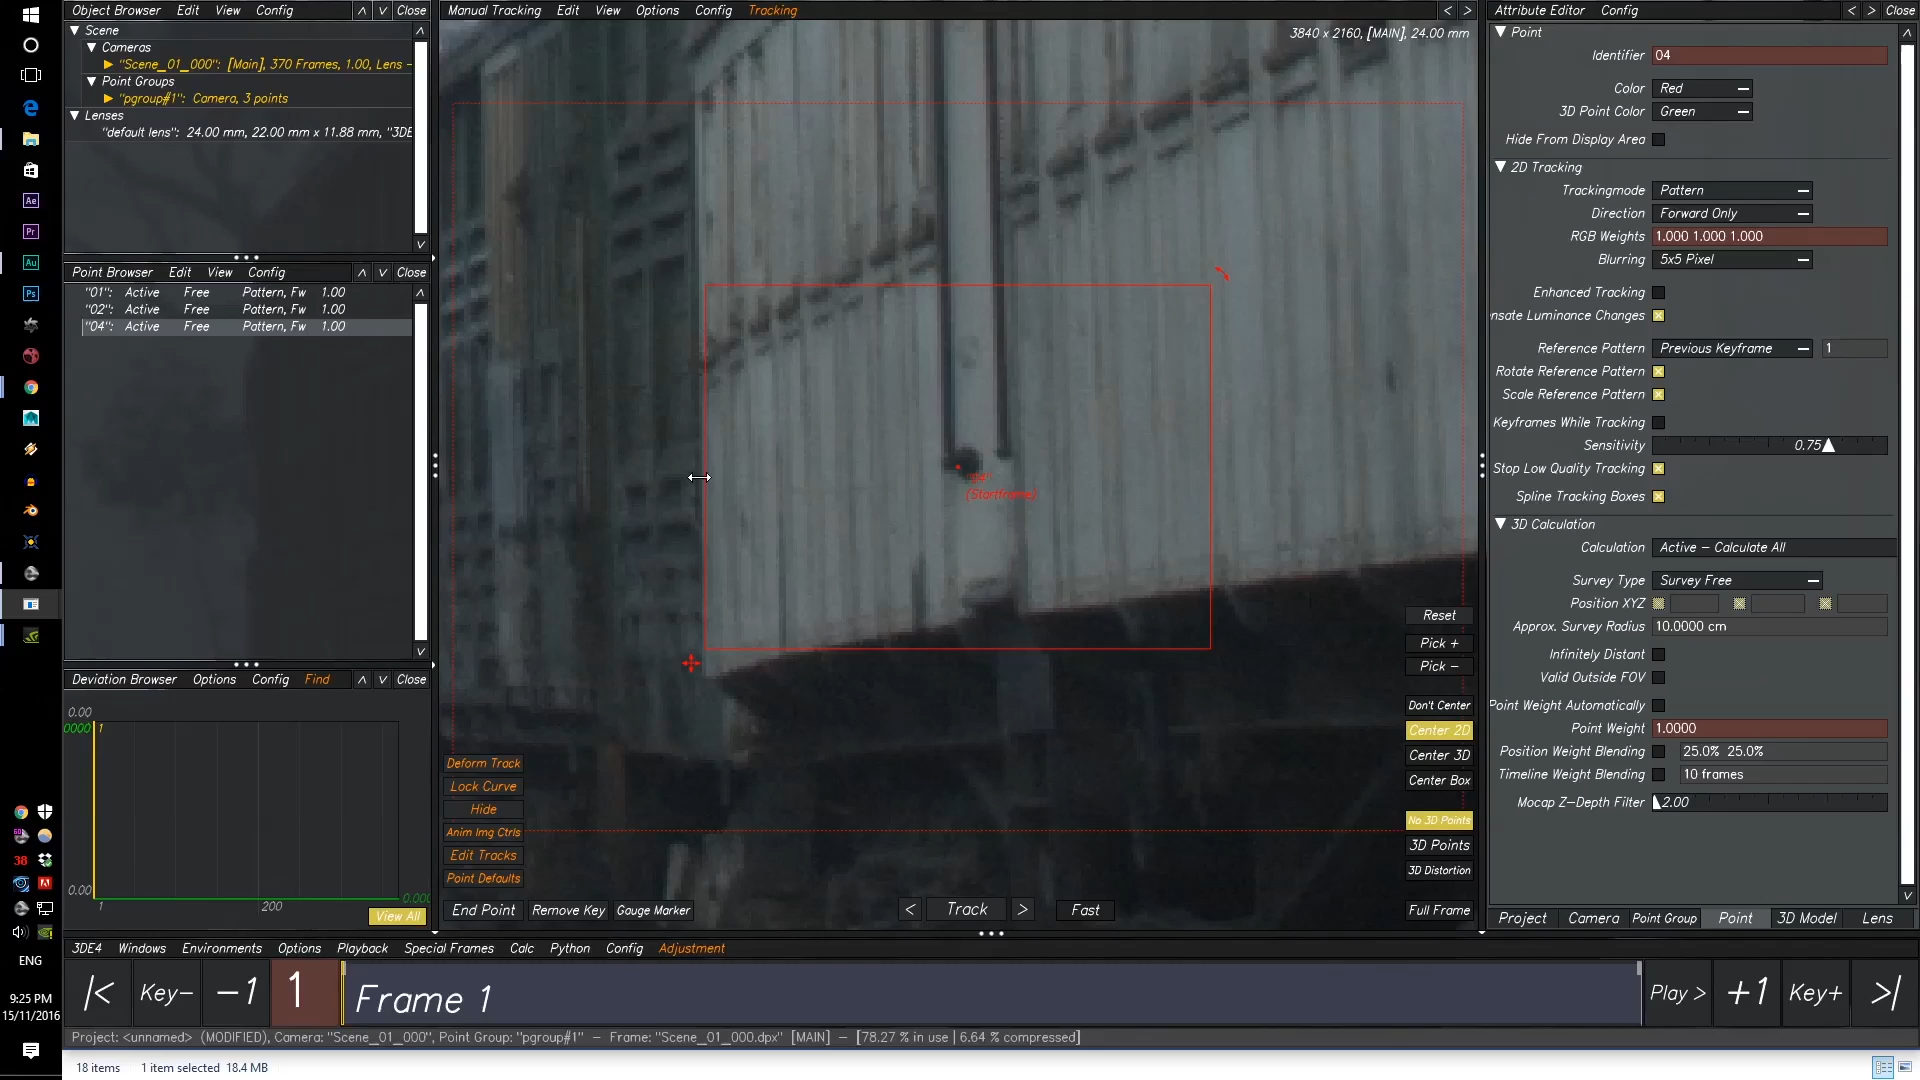 Object Browser Edit View Config ∧ ∨ Close
Scene
Cameras
"Scene_01_000": [Main], 370 Frames, 1.00, Lens -
Point Groups
"pgroup#1": Camera, 3 points
Lenses
"default lens": 24.00 mm, 22.00 mm x 11.88 mm, "3DE
Point Browser Edit View Config ∧ ∨ Close
"01": Active Free Pattern, Fw 1.00
"02": Active Free Pattern, Fw 1.00
"04": Active Free Pattern, Fw 1.00
Deviation Browser Options Config Find ∧ ∨ Close
0.00
0000 1
0.00
0.000
1 200
View All
Manual Tracking Edit View Options Config Tracking < >
3840 x 2160, [MAIN], 24.00 mm
(Startframe)
Reset
Pick +
Pick -
Don't Center
Center 2D
Center 3D
Center Box
No 3D Points
3D Points
3D Distortion
Full Frame
Deform Track
Lock Curve
Hide
Anim Img Ctrls
Edit Tracks
Point Defaults
End Point Remove Key Gauge Marker < Track > Fast
Attribute Editor Config < > Close
Point
Identifier 04
Color Red
3D Point Color Green
Hide From Display Area
2D Tracking
Trackingmode Pattern
Direction Forward Only
RGB Weights 1.000 1.000 1.000
Blurring 5x5 Pixel
Enhanced Tracking
nsate Luminance Changes
Reference Pattern Previous Keyframe 1
Rotate Reference Pattern
Scale Reference Pattern
Keyframes While Tracking
Sensitivity 0.75
Stop Low Quality Tracking
Spline Tracking Boxes
3D Calculation
Calculation Active - Calculate All
Survey Type Survey Free
Position XYZ
Approx. Survey Radius 10.0000 cm
Infinitely Distant
Valid Outside FOV
Point Weight Automatically
Point Weight 1.0000
Position Weight Blending 25.0% 25.0%
Timeline Weight Blending 10 frames
Mocap Z-Depth Filter 2.00
Project Camera Point Group Point 3D Model Lens
3DE4 Windows Environments Options Playback Special Frames Calc Python Config Adjustment
|< Key- -1 1 Frame 1 Play > +1 Key+ >|
Project: <unnamed> (MODIFIED), Camera: "Scene_01_000", Point Group: "pgroup#1" - Frame: "Scene_01_000.dpx" [MAIN] - [78.27 % in use | 6.64 % compressed]
18 items 1 item selected 18.4 MB
Ae
Pr
Au
Ps
38
ENG
9:25 PM
15/11/2016